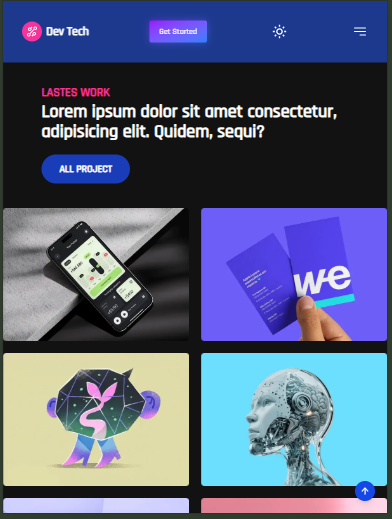 Dev Tech
Get Started
LASTES WORK
Lorem ipsum dolor sit amet consectetur,
adipisicing elit. Quidem, sequi?
ALL PROJECT
we